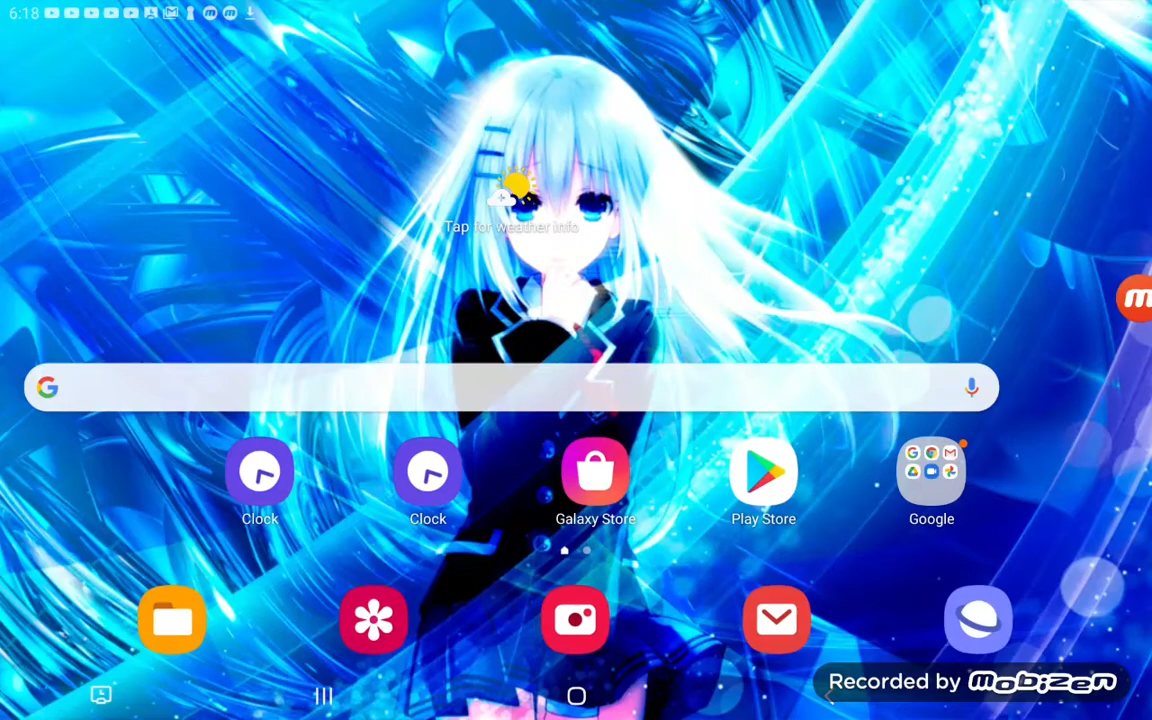 6:18
Tap for weather info
Clock
Clock
Galaxy Store
Play Store
Google
Recorded by mobizen